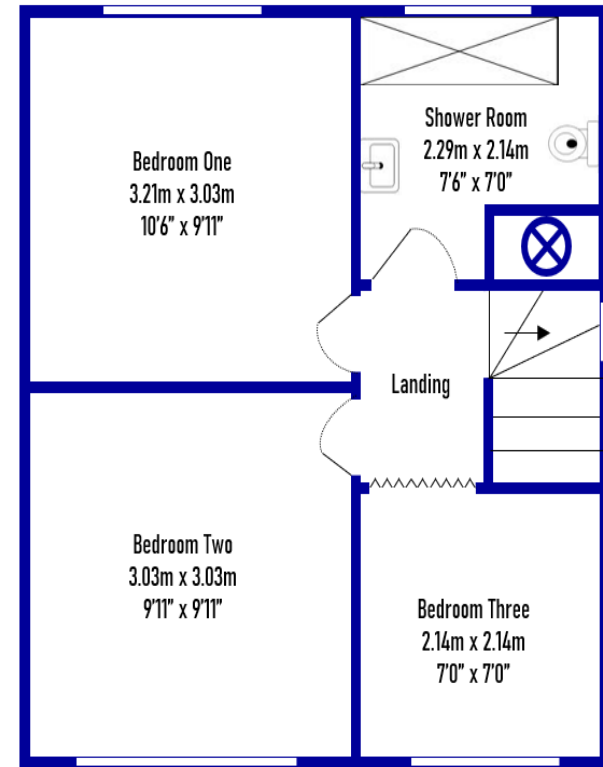 Shower Room
2.29m x 2.14m
7'6" x 7'0"
Bedroom One
3.21m x 3.03m
10'6" x 9'11"
Landing
Bedroom Two
3.03m x 3.03m
9'11" x 9'11"
Bedroom Three
2.14m x 2.14m
7'0" x 7'0"